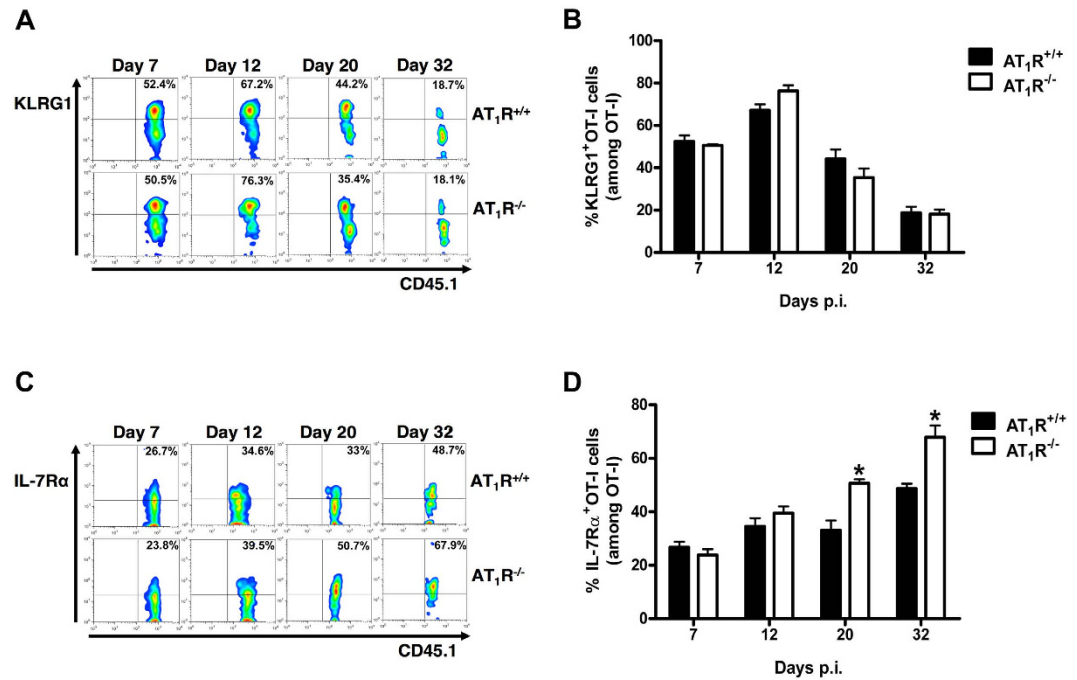 A
Day 7 Day 12 Day 20 Day 32
KLRG1
52.4% 67.2% 44.2% 18.7%
AT1R+/+
50.5% 76.3% 35.4% 18.1%
AT1R-/-
CD45.1
B
%KLRG1+OT-I cells
(among OT-I)
100
80
60
40
20
0
7 12 20 32
Days p.i.
AT1R+/+
AT1R-/-
C
Day 7 Day 12 Day 20 Day 32
IL-7Rα
26.7% 34.6% 33% 48.7%
AT1R+/+
23.8% 39.5% 50.7% 67.9%
AT1R-/-
CD45.1
D
% IL-7Rα+OT-I cells
(among OT-I)
80
60
40
20
0
* *
7 12 20 32
Days p.i.
AT1R+/+
AT1R-/-